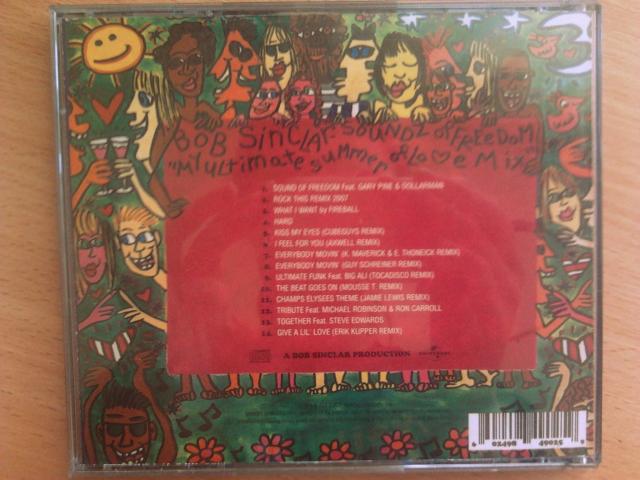 BOB SINCLAR SOUNDZ of FREEDOM
"My ultimate summer of love Mix"
1. SOUND OF FREEDOM Feat. GARY PINE & DOLLARMAN
2. ROCK THIS REMIX 2007
3. WHAT I WANT by FIREBALL
4. HARD
5. KISS MY EYES (CUBEGUYS REMIX)
6. I FEEL FOR YOU (AXWELL REMIX)
7. EVERYBODY MOVIN' (K. MAVERICK & E. THONEICK REMIX)
8. EVERYBODY MOVIN' (GUY SCHREINER REMIX)
9. ULTIMATE FUNK Feat. BIG ALI (TOCADISCO REMIX)
10. THE BEAT GOES ON (MOUSSE T. REMIX)
11. CHAMPS ELYSEES THEME (JAMIE LEWIS REMIX)
12. TRIBUTE Feat. MICHAEL ROBINSON & RON CARROLL
13. TOGETHER Feat. STEVE EDWARDS
14. GIVE A LIL' LOVE (ERIK KUPPER REMIX)
A BOB SINCLAR PRODUCTION UNIVERSAL
6 02498 49025